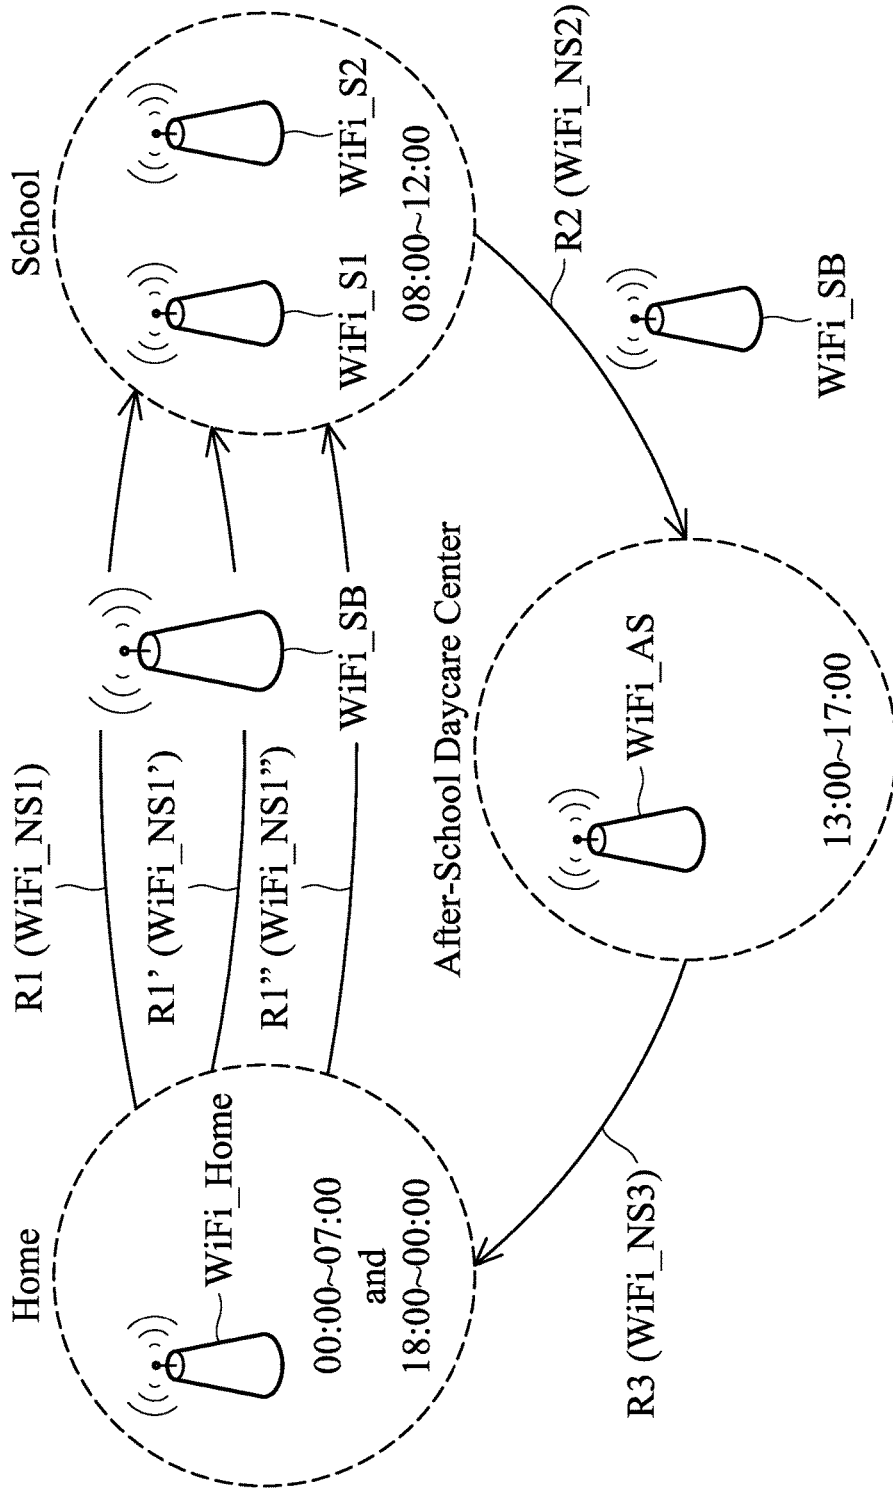 Home
WiFi_Home
00:00~07:00
and
18:00~00:00
R1 (WiFi_NS1)
R1’ (WiFi_NS1’)
R1” (WiFi_NS1”)
WiFi_SB
School
WiFi_S1
WiFi_S2
08:00~12:00
R2 (WiFi_NS2)
WiFi_SB
After-School Daycare Center
WiFi_AS
13:00~17:00
R3 (WiFi_NS3)